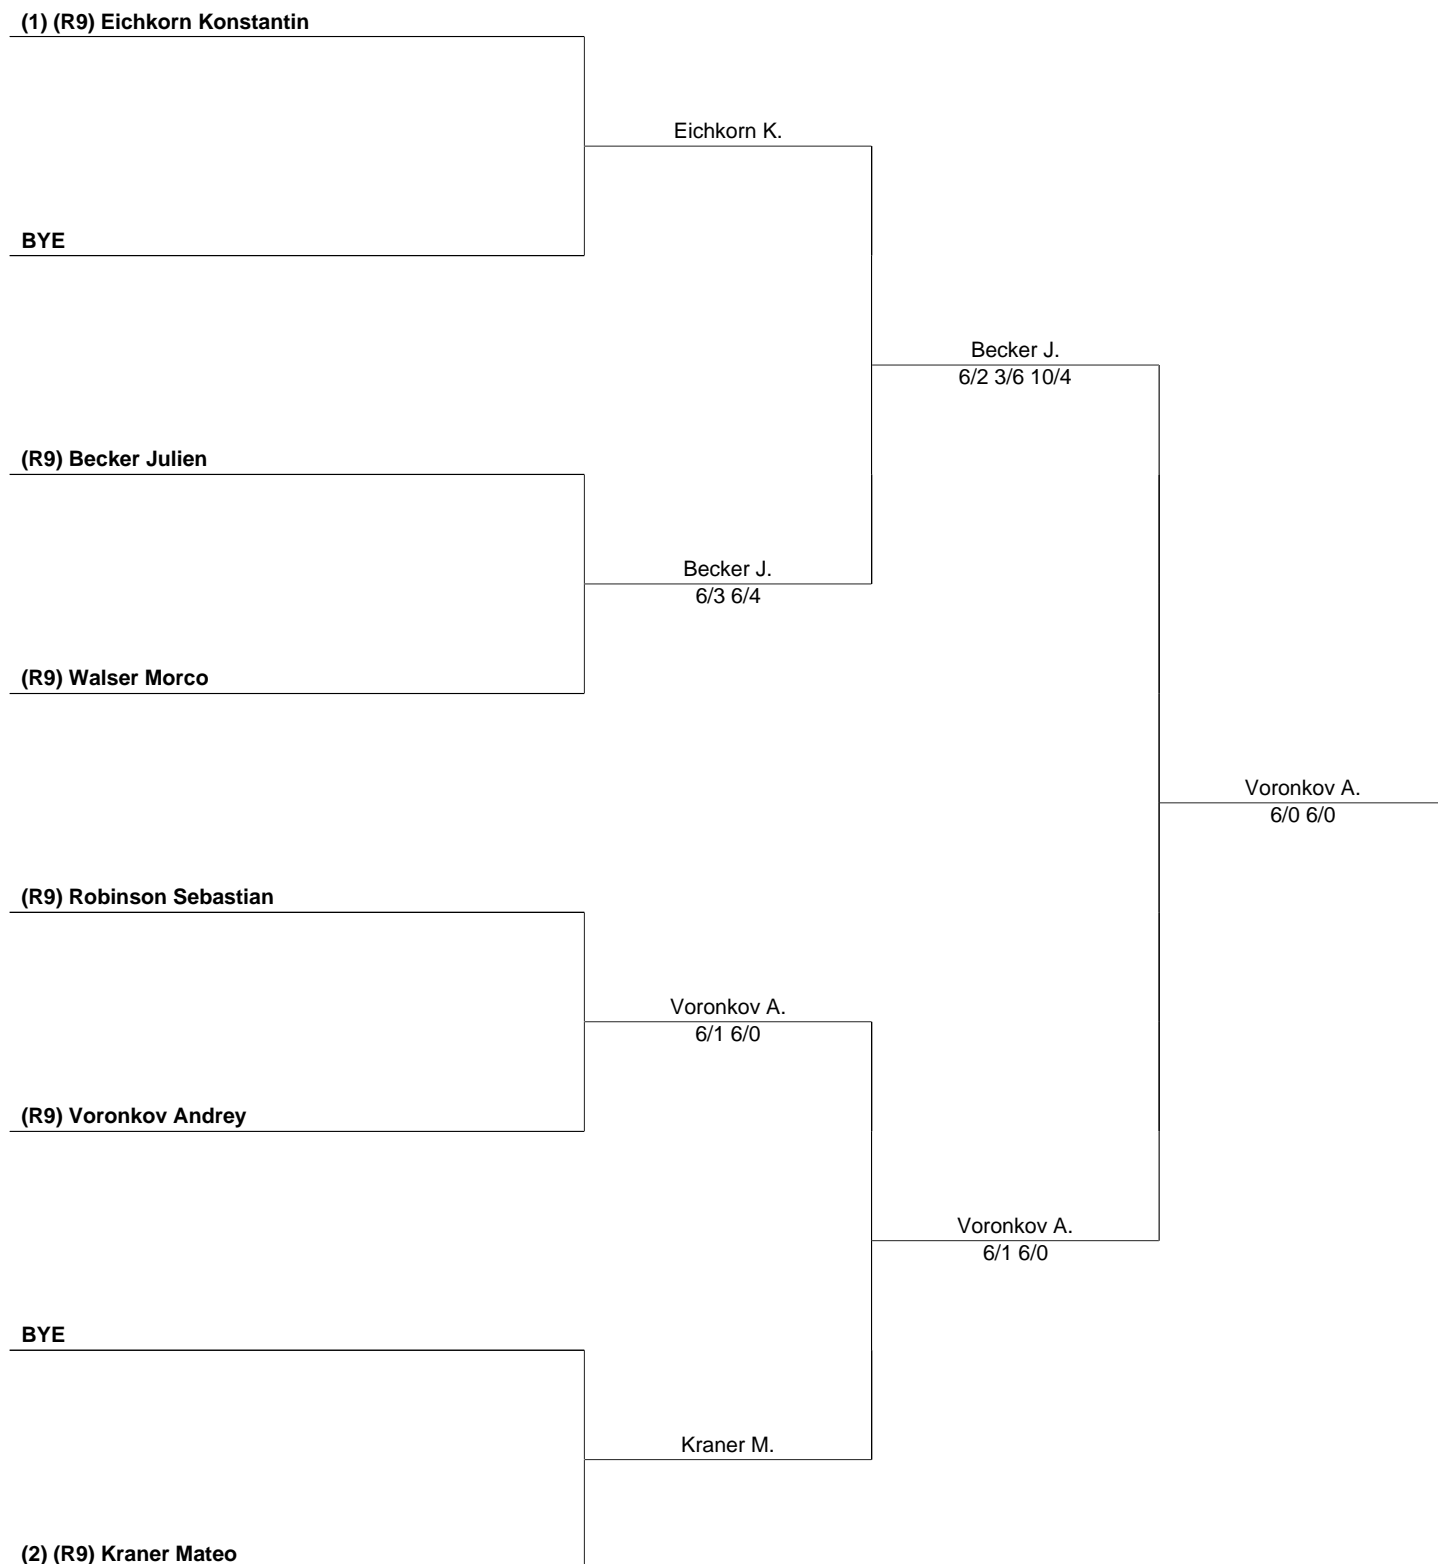 (1) (R9) Eichkorn Konstantin
Eichkorn K.
BYE
Becker J.
6/2 3/6 10/4
(R9) Becker Julien
Becker J.
6/3 6/4
(R9) Walser Morco
Voronkov A.
6/0 6/0
(R9) Robinson Sebastian
Voronkov A.
6/1 6/0
(R9) Voronkov Andrey
Voronkov A.
6/1 6/0
BYE
Kraner M.
(2) (R9) Kraner Mateo